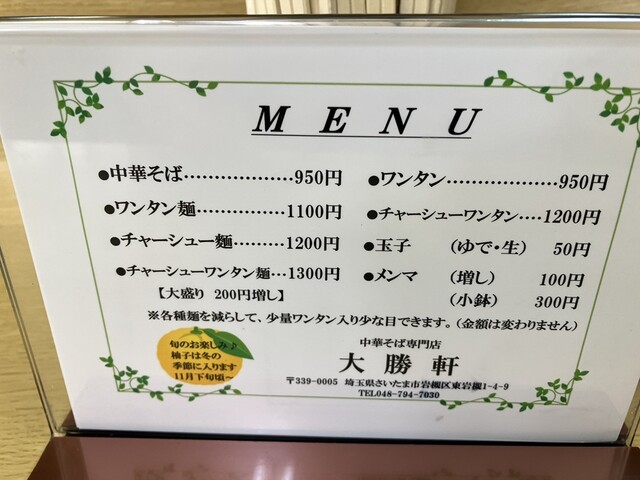 MENU
●中華そば..................950円
●ワンタン麺...............1100円
●チャーシュー麺.........1200円
●チャーシューワンタン麺...1300円
【大盛り 200円増し】
●ワンタン..................950円
●チャーシューワンタン....1200円
●玉子 (ゆで・生) 50円
●メンマ (増し) 100円
(小鉢) 300円
※各種麺を減らして、少量ワンタン入り少な目できます。(金額は変わりません)
旬のお楽しみ♪
柚子は冬の
季節に入ります
11月下旬頃~
中華そば専門店
大勝軒
〒339-0005 埼玉県さいたま市岩槻区東岩槻1-4-9
TEL048-794-7030